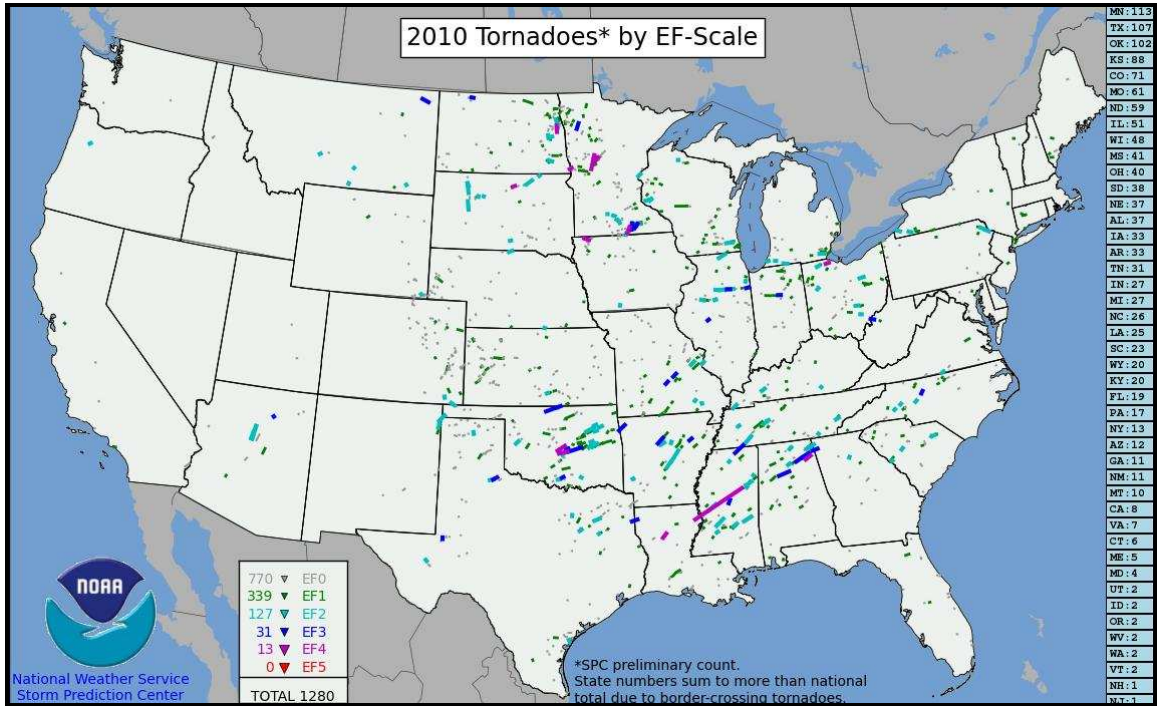 2010 Tornadoes* by EF-Scale
MN:113
TX:107
OK:102
KS:88
CO:71
MO:61
ND:59
IL:51
WI:48
MS:41
OH:40
SD:38
NE:37
AL:37
IA:33
AR:33
TN:31
IN:27
MI:27
NC:26
LA:25
SC:23
WY:20
KY:20
FL:19
PA:17
NY:13
AZ:12
GA:11
NM:11
MT:10
CA:8
VA:7
CT:6
ME:5
MD:4
UT:2
ID:2
OR:2
WV:2
WA:2
VT:2
NH:1
NJ:1
NOAA
National Weather Service
Storm Prediction Center
770 EF0
339 EF1
127 EF2
31 EF3
13 EF4
0 EF5
TOTAL 1280
*SPC preliminary count.
State numbers sum to more than national
total due to border-crossing tornadoes.